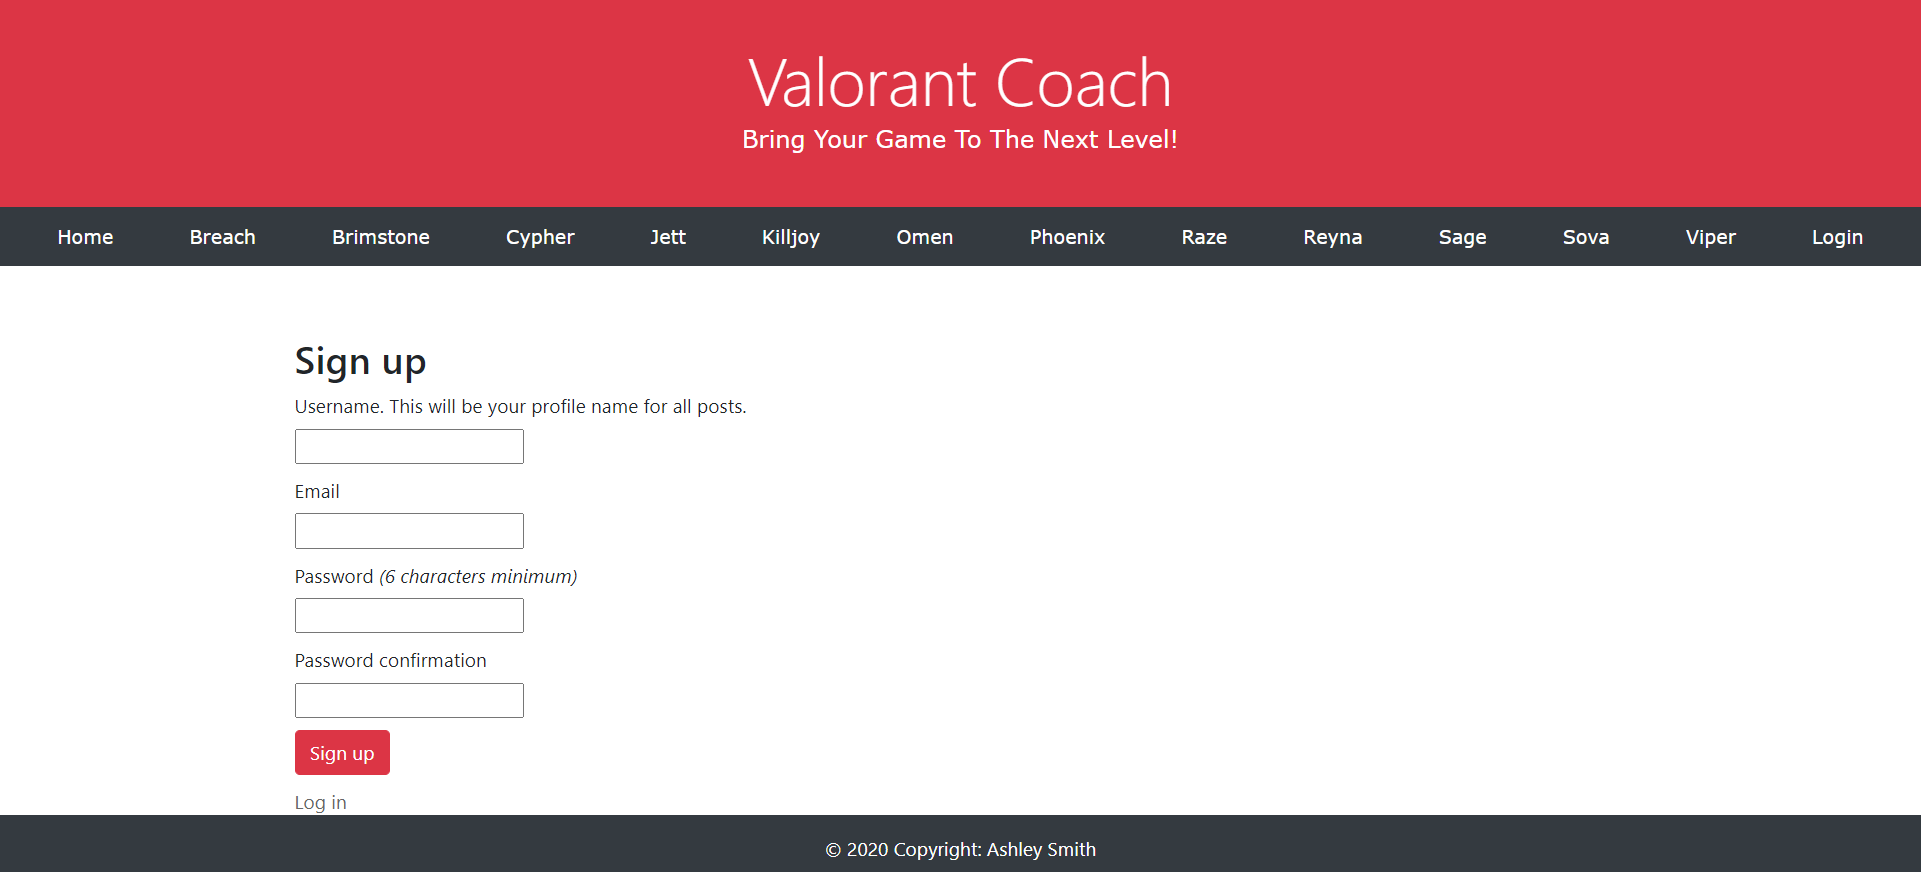 Valorant Coach
Bring Your Game To The Next Level!
Home Breach Brimstone Cypher Jett Killjoy Omen Phoenix Raze Reyna Sage Sova Viper Login
Sign up
Username. This will be your profile name for all posts.
Email
Password (6 characters minimum)
Password confirmation
Sign up
Log in
© 2020 Copyright: Ashley Smith